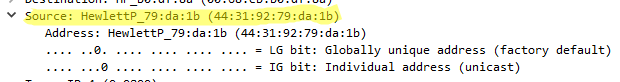 Source: HewlettP_79:da:1b (44:31:92:79:da:1b)
Address: HewlettP_79:da:1b (44:31:92:79:da:1b)
.... ..0. .... .... .... .... = LG bit: Globally unique address (factory default)
.... ...0 .... .... .... .... = IG bit: Individual address (unicast)